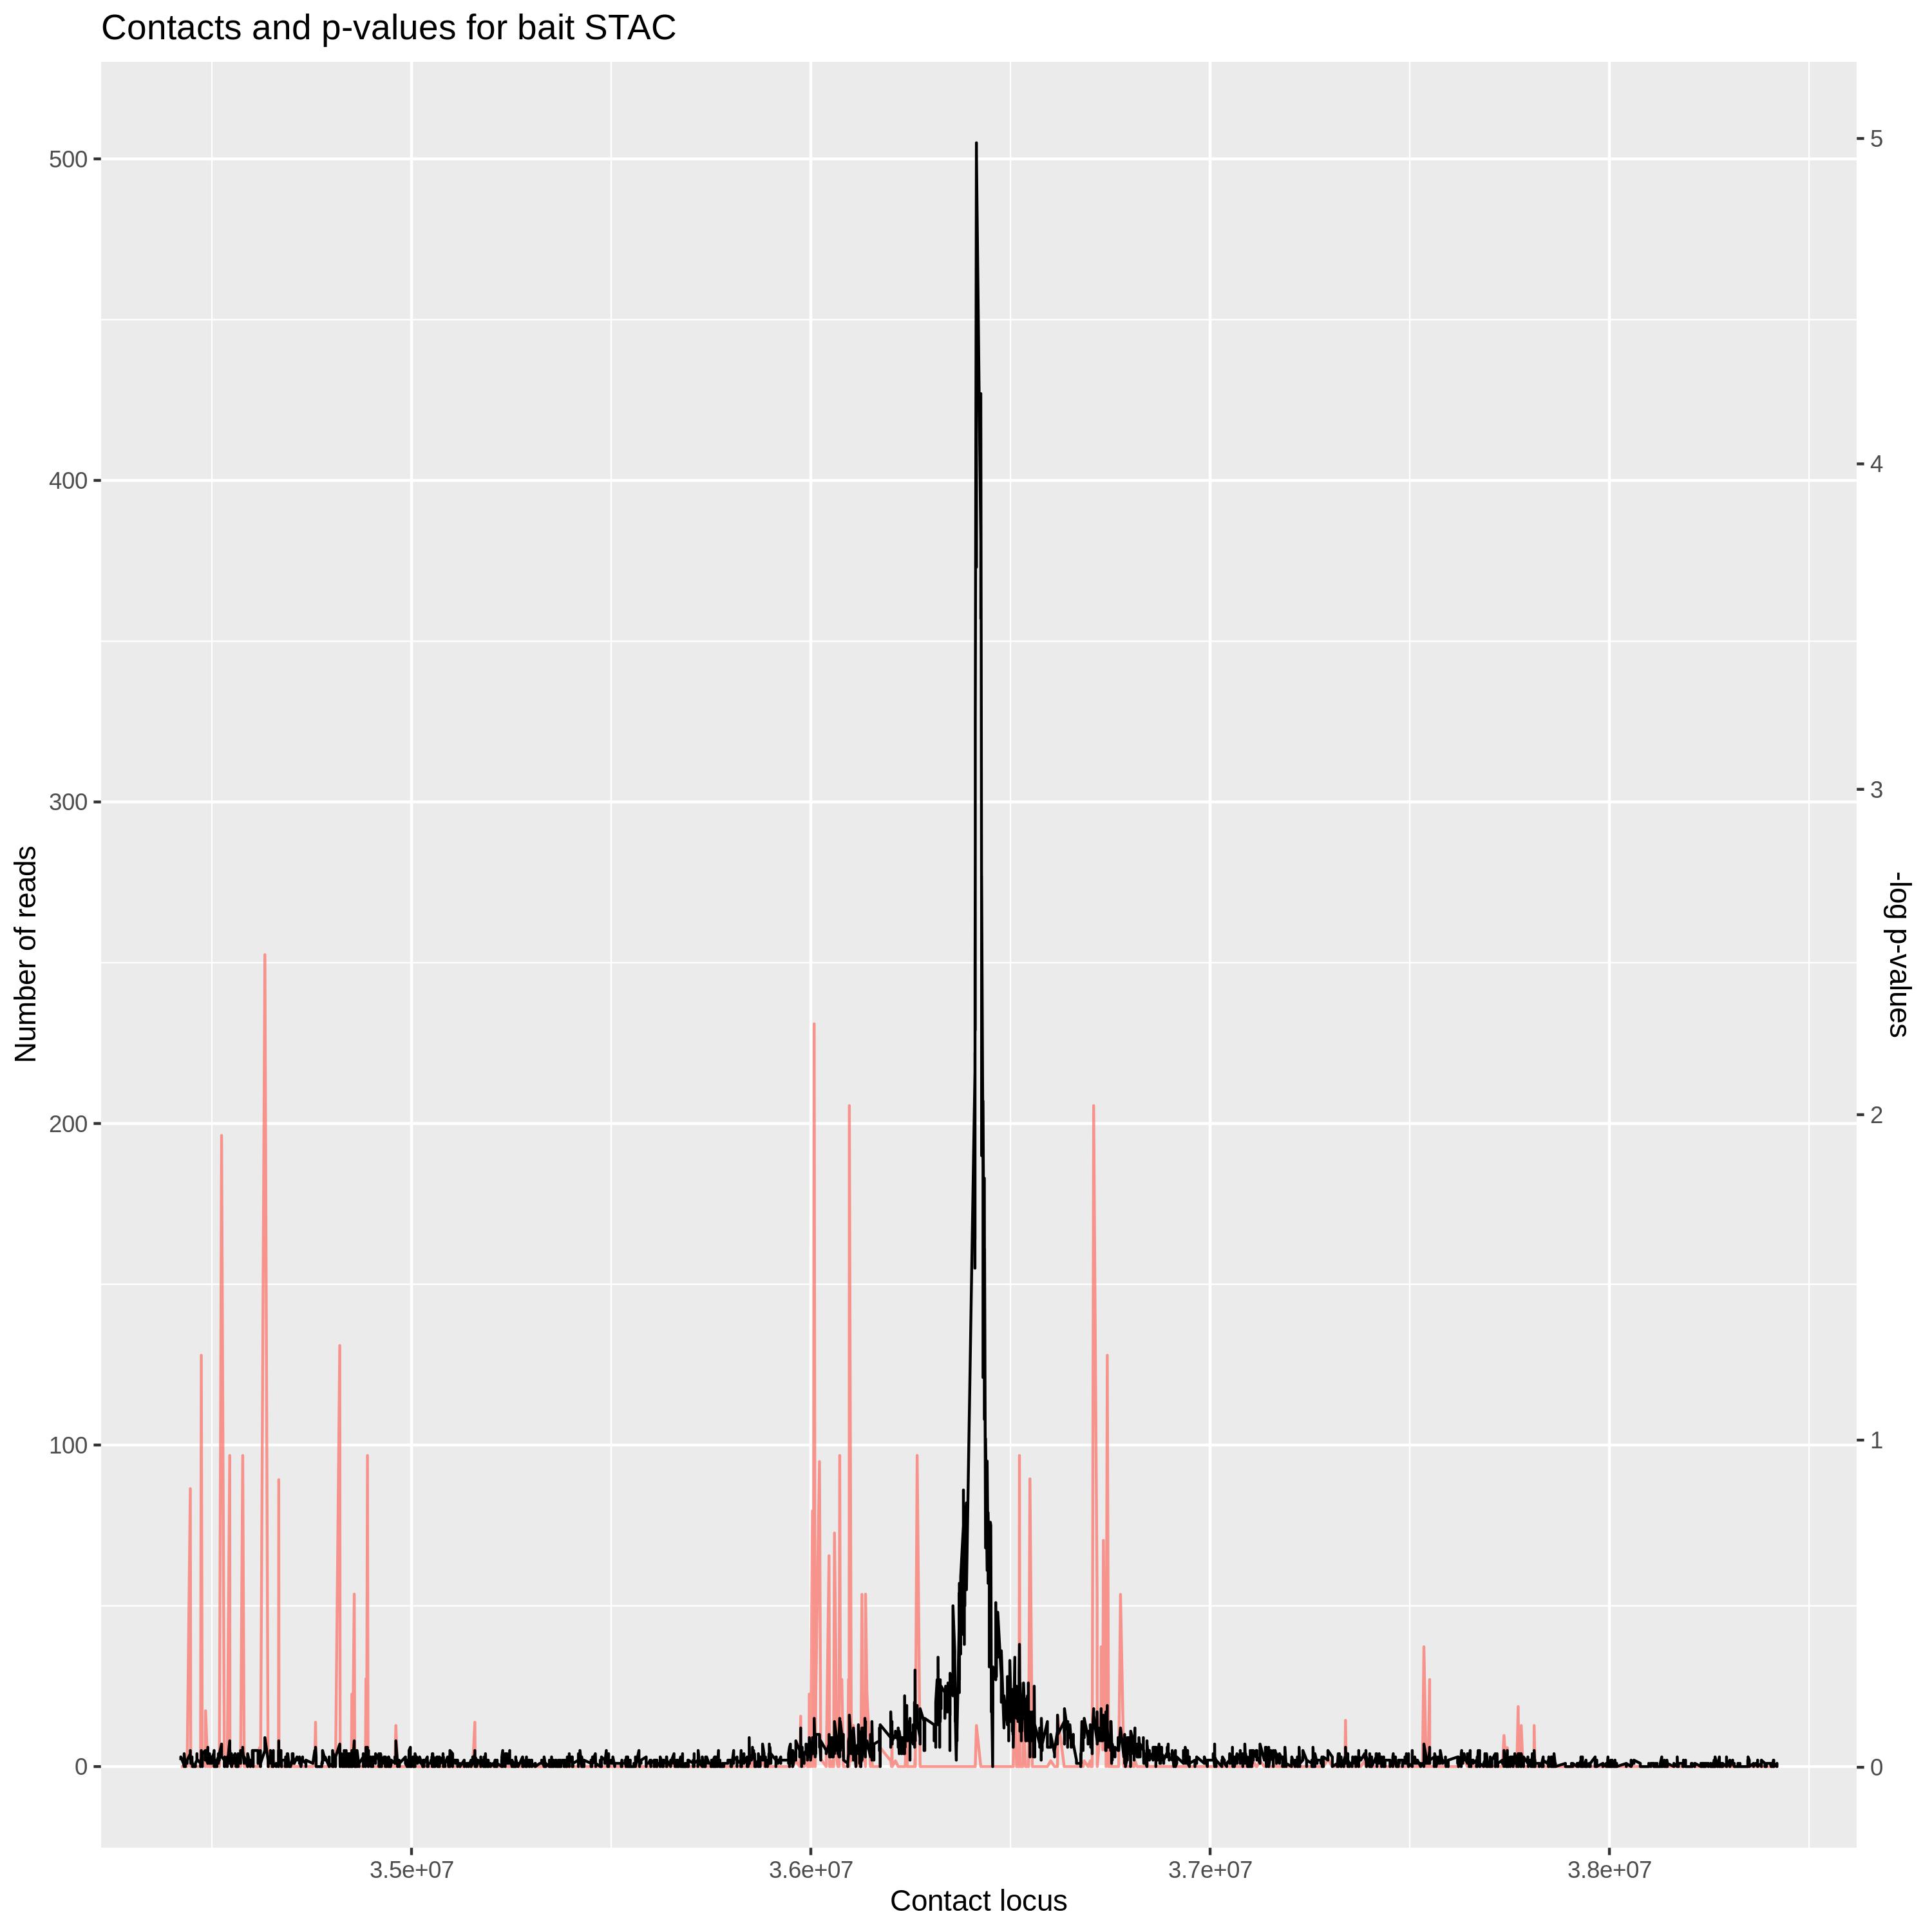 Contacts and p-values for bait STAC
500
400
300
200
100
0
Number of reads
5
4
3
2
1
0
-log p-values
3.5e+07
3.6e+07
3.7e+07
3.8e+07
Contact locus